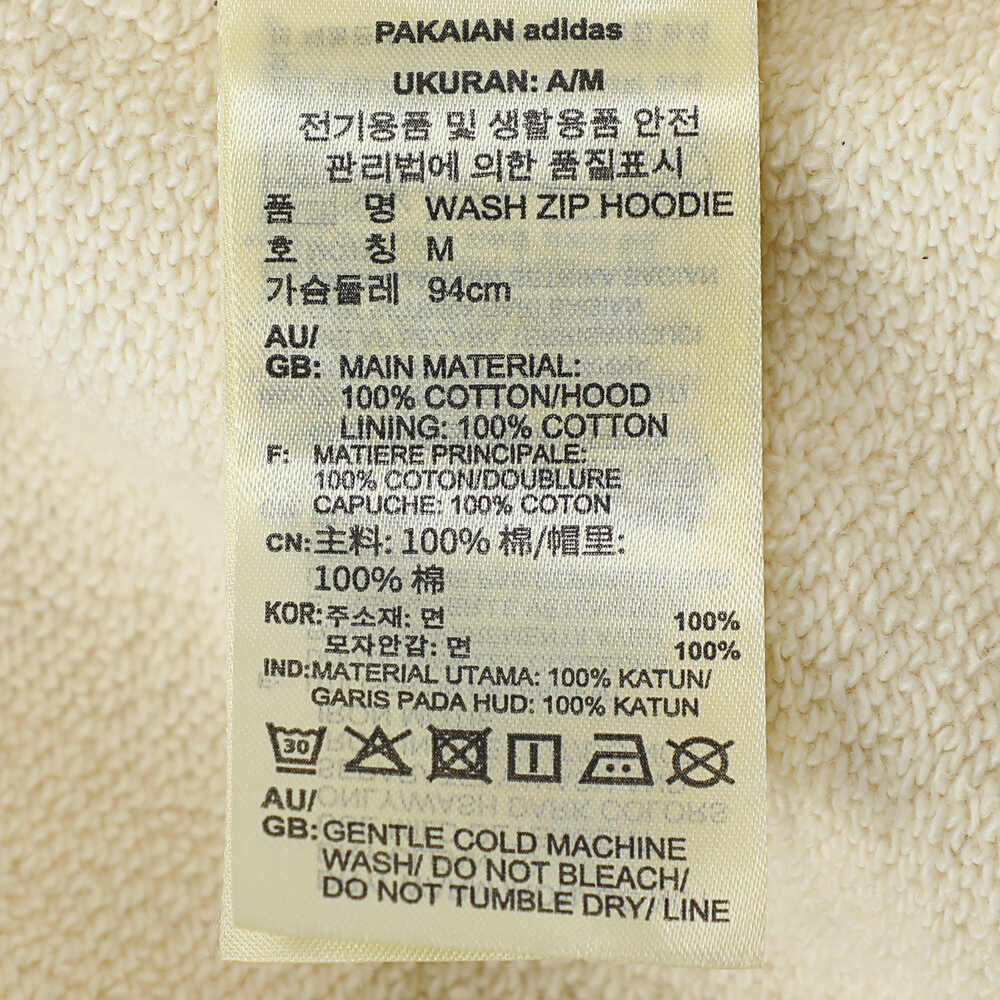 PAKAIAN adidas
UKURAN: A/M
전기용품 및 생활용품 안전
관리법에 의한 품질표시
품 명 WASH ZIP HOODIE
호 칭 M
가슴둘레 94cm
AU/
GB: MAIN MATERIAL:
100% COTTON/HOOD
LINING: 100% COTTON
F: MATIERE PRINCIPALE:
100% COTON/DOUBLURE
CAPUCHE: 100% COTON
CN: 主料: 100% 棉/帽里:
100% 棉
KOR: 주소재: 면 100%
모자안감: 면 100%
IND: MATERIAL UTAMA: 100% KATUN/
GARIS PADA HUD: 100% KATUN
30
AU/
GB: GENTLE COLD MACHINE
WASH/ DO NOT BLEACH/
DO NOT TUMBLE DRY/ LINE